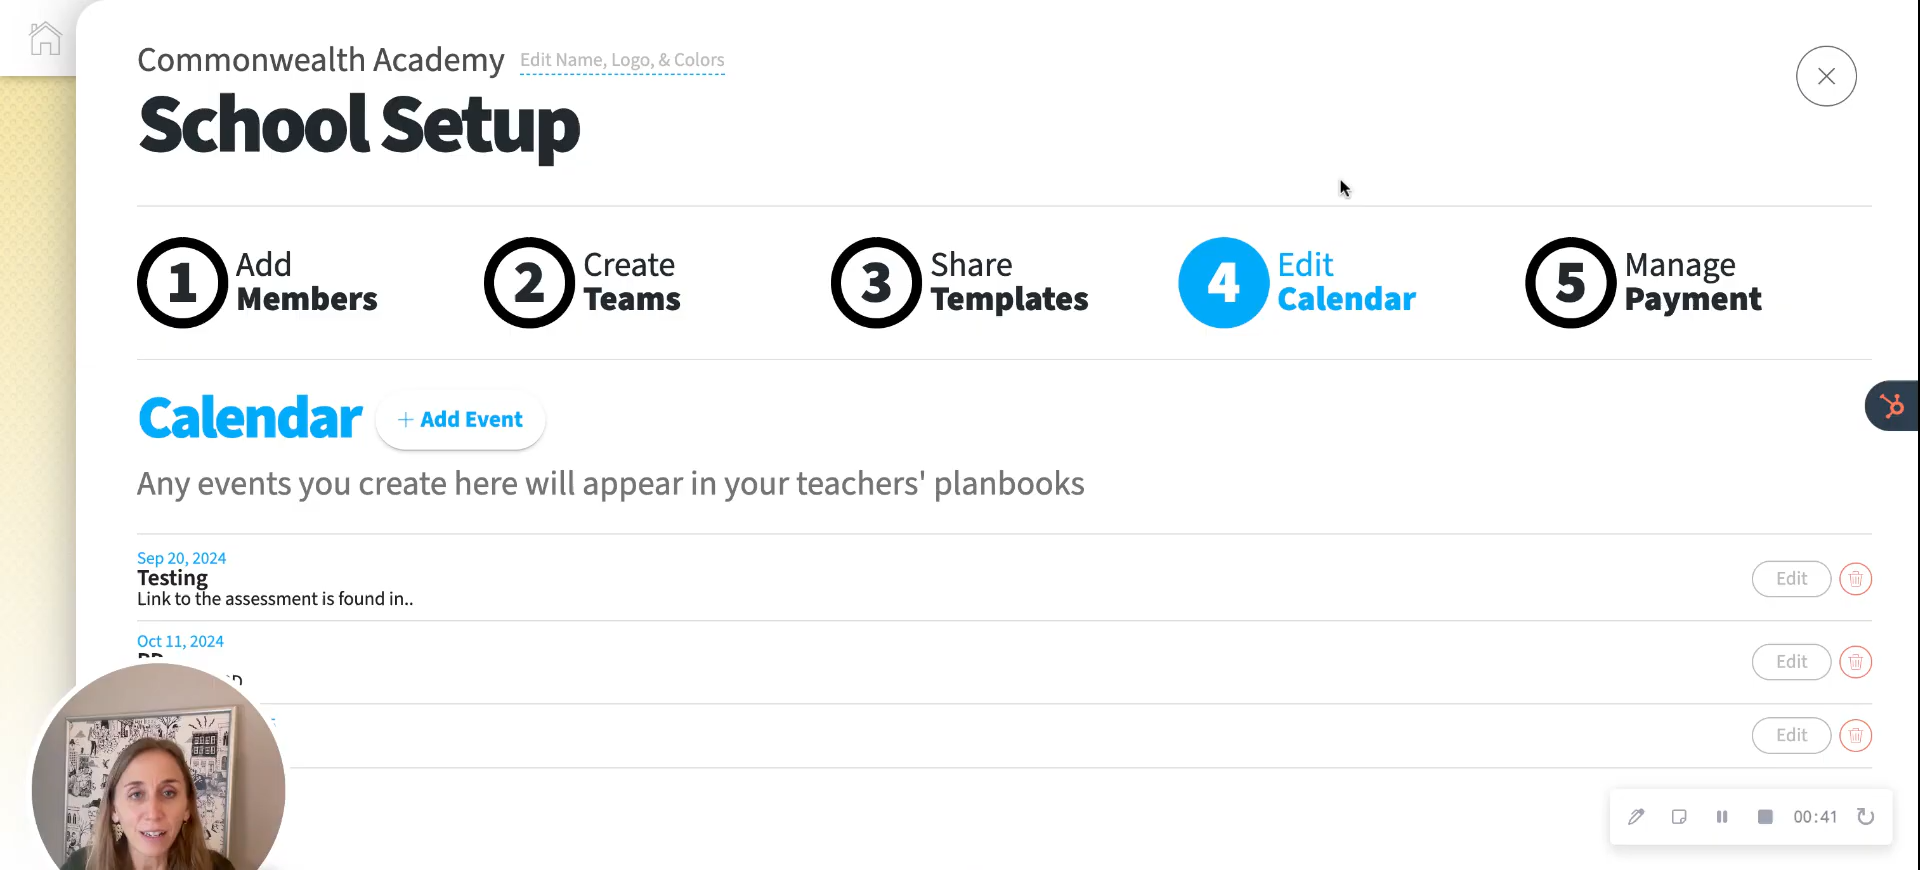 Commonwealth Academy Edit Name, Logo, & Colors
School Setup
1 Add Members
2 Create Teams
3 Share Templates
4 Edit Calendar
5 Manage Payment
Calendar + Add Event
Any events you create here will appear in your teachers' planbooks
Sep 20, 2024
Testing
Link to the assessment is found in..
Edit
Oct 11, 2024
Edit
Edit
00:41